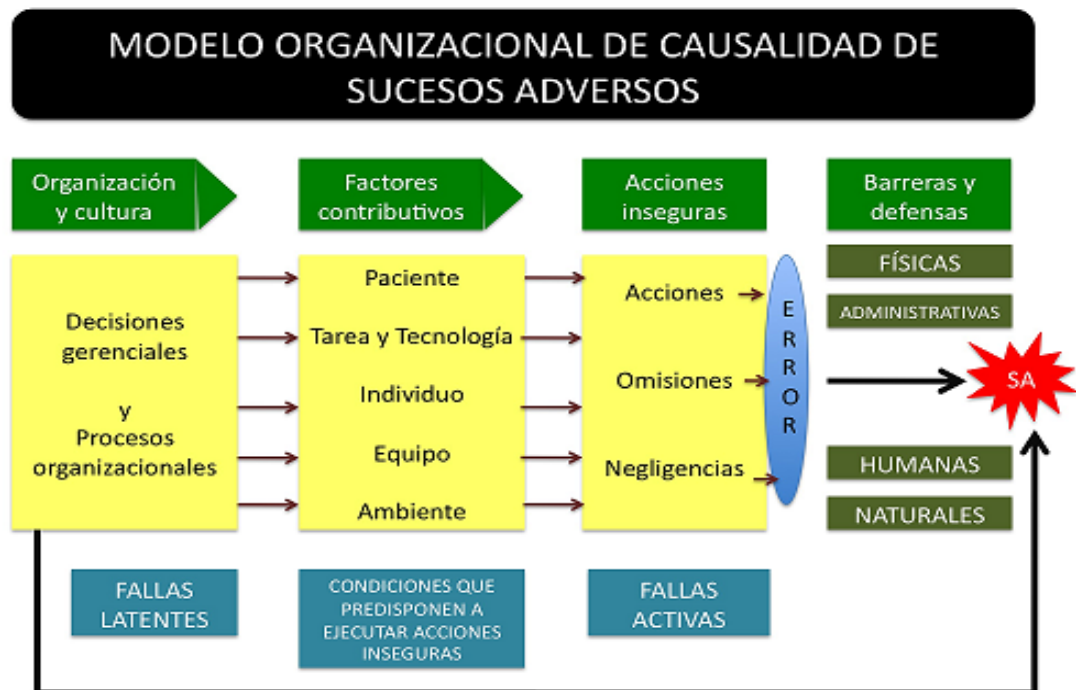 MODELO ORGANIZACIONAL DE CAUSALIDAD DE
SUCESOS ADVERSOS
Organización
y cultura
Factores
contributivos
Acciones
inseguras
Barreras y
defensas
Decisiones
gerenciales
y
Procesos
organizacionales
Paciente
Tarea y Tecnología
Individuo
Equipo
Ambiente
Acciones
Omisiones
Negligencias
ERROR
FÍSICAS
ADMINISTRATIVAS
SA
HUMANAS
NATURALES
FALLAS
LATENTES
CONDICIONES QUE
PREDISPONEN A
EJECUTAR ACCIONES
INSEGURAS
FALLAS
ACTIVAS